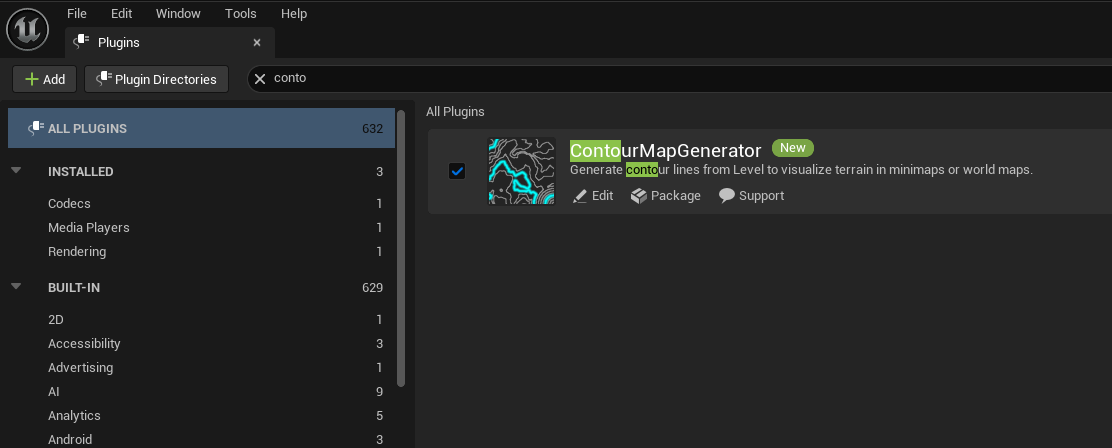 File Edit Window Tools Help
Plugins
Add Plugin Directories conto
ALL PLUGINS 632
All Plugins
INSTALLED 3
Codecs 1
Media Players 1
Rendering 1
BUILT-IN 629
2D 1
Accessibility 3
Advertising 1
AI 9
Analytics 5
Android 3
ContourMapGenerator New
Generate contour lines from Level to visualize terrain in minimaps or world maps.
Edit Package Support